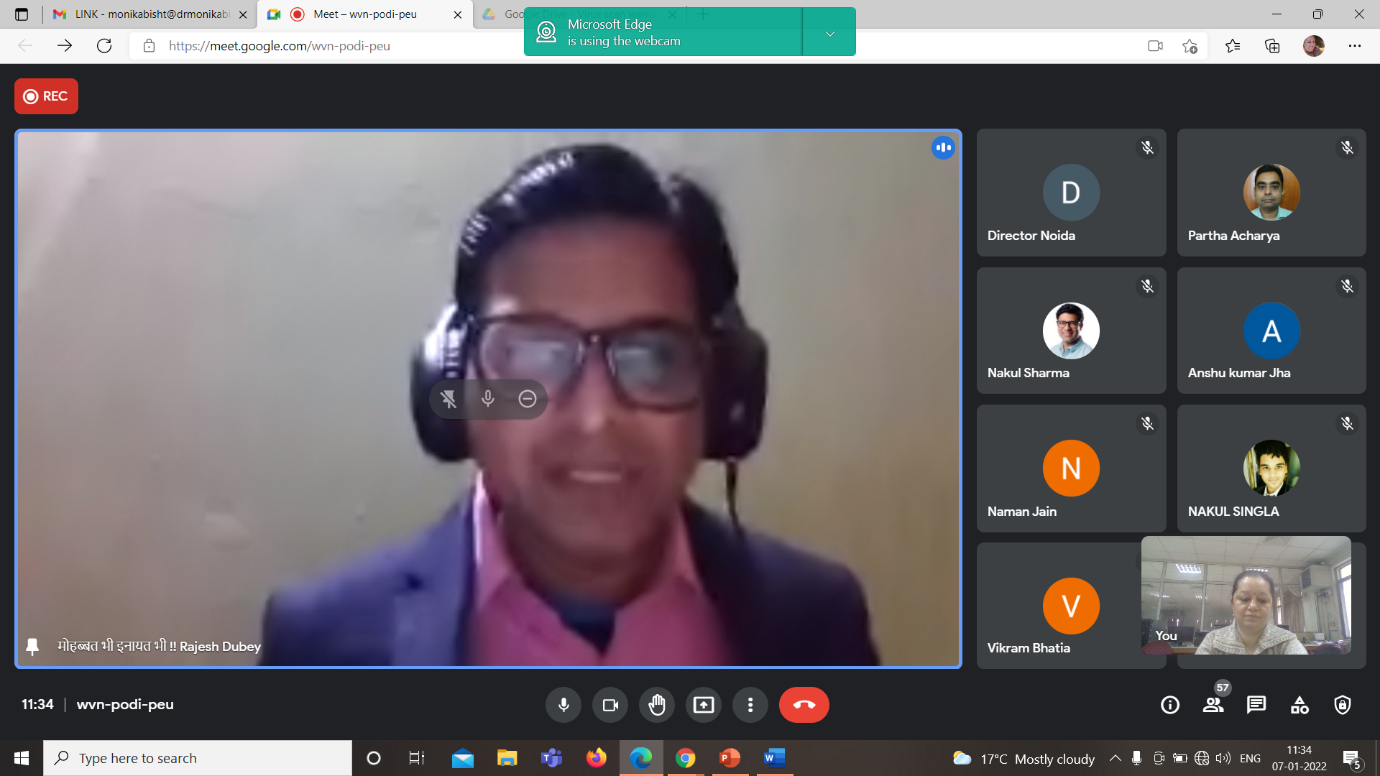 LINK - monikabisht@drmonikabi
Meet – wvn-podi-peu
Goo
https://meet.google.com/wvn-podi-peu
Microsoft Edge
is using the webcam
REC
D
Director Noida
Partha Acharya
Nakul Sharma
A
Anshu kumar Jha
N
Naman Jain
NAKUL SINGLA
V
Vikram Bhatia
You
मोहब्बत भी इनायत भी !! Rajesh Dubey
11:34 | wvn-podi-peu
57
Type here to search
17°C Mostly cloudy
ENG
11:34
07-01-2022
5